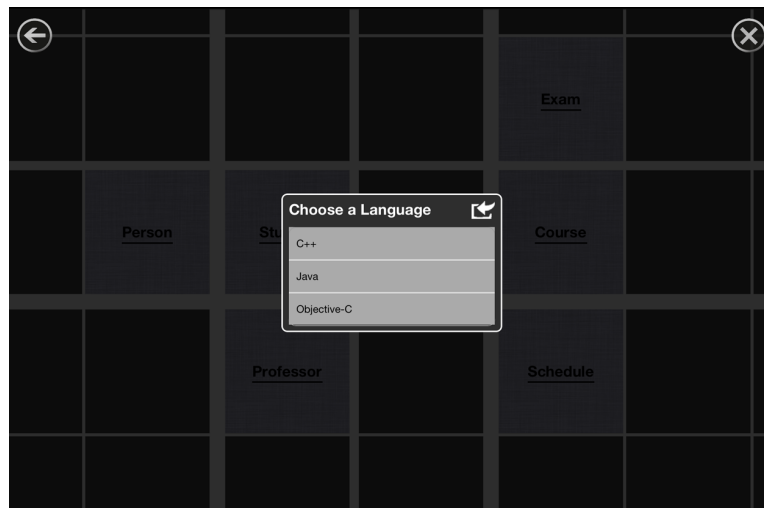 Exam
Choose a Language
Person
Course
C++
Java
Objective-C
Professor
Schedule